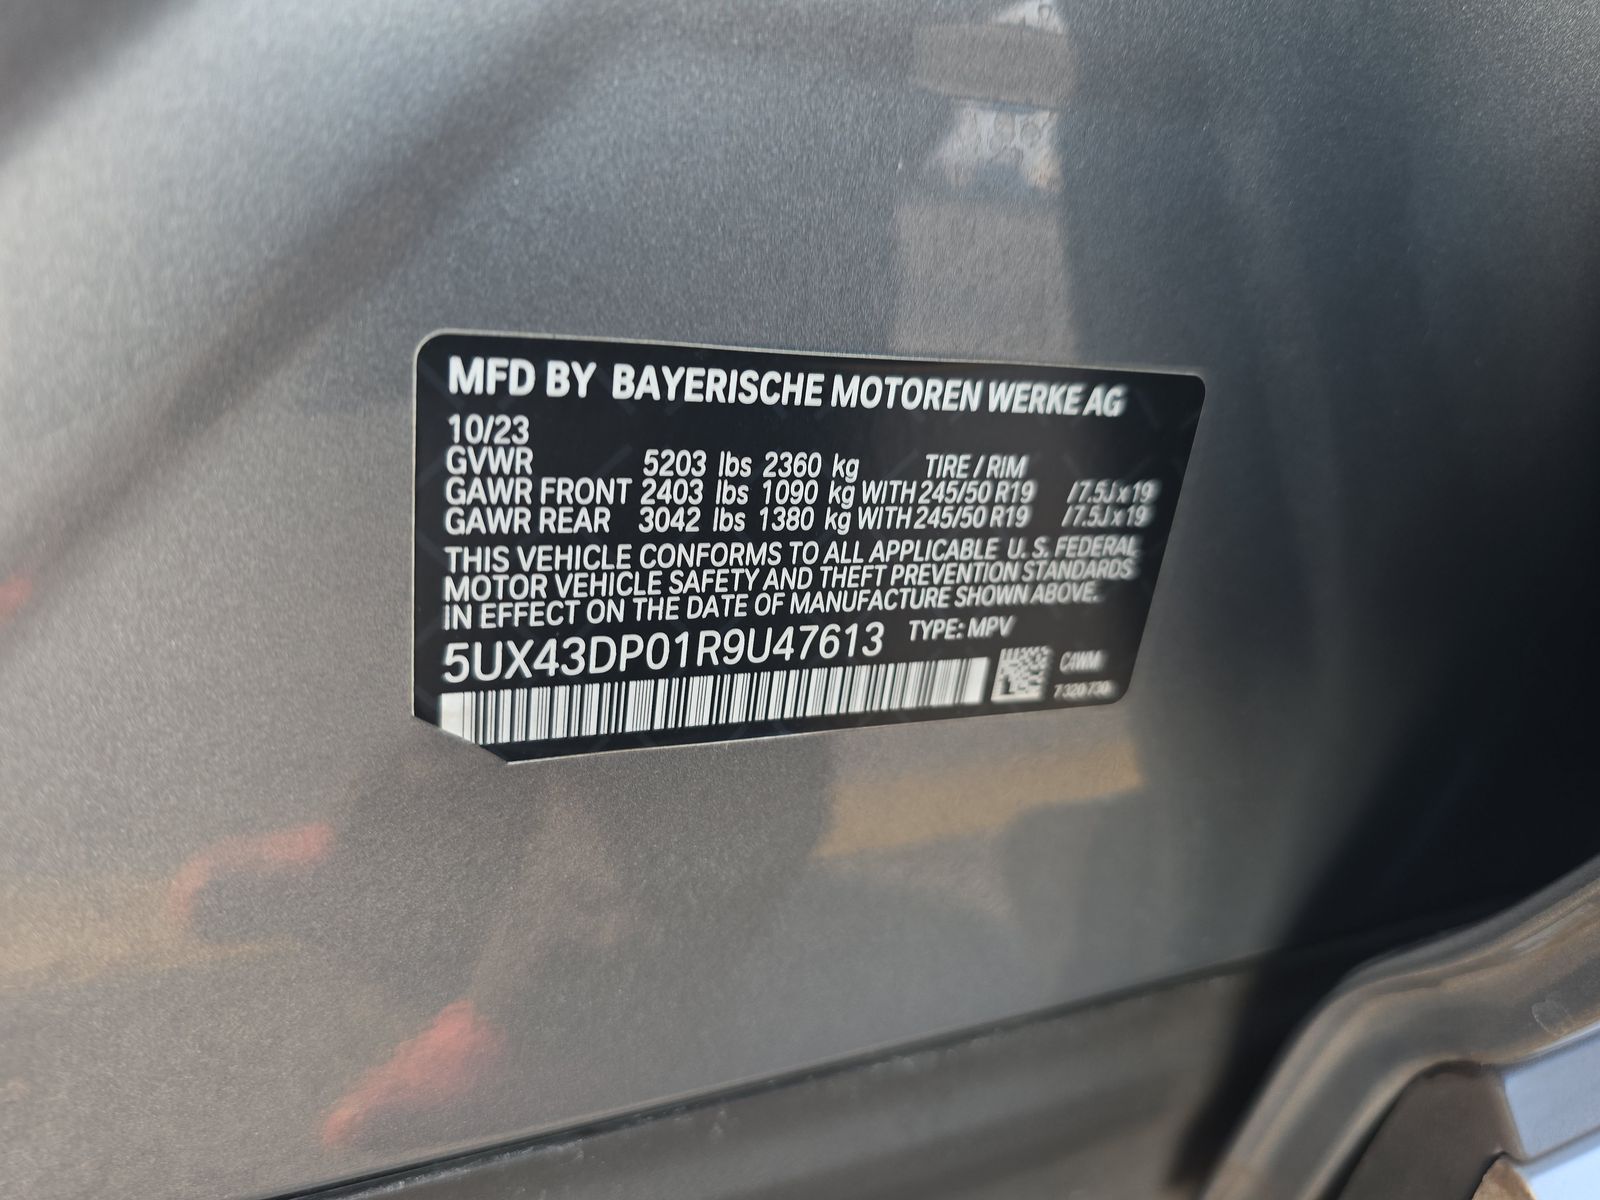 MFD BY BAYERISCHE MOTOREN WERKE AG
10/23
GVWR 5203 lbs 2360 kg TIRE / RIM
GAWR FRONT 2403 lbs 1090 kg WITH 245/50 R19 /7.5J x 19
GAWR REAR 3042 lbs 1380 kg WITH 245/50 R19 /7.5J x 19
THIS VEHICLE CONFORMS TO ALL APPLICABLE U. S. FEDERAL
MOTOR VEHICLE SAFETY AND THEFT PREVENTION STANDARDS
IN EFFECT ON THE DATE OF MANUFACTURE SHOWN ABOVE.
5UX43DP01R9U47613 TYPE: MPV
C4WM